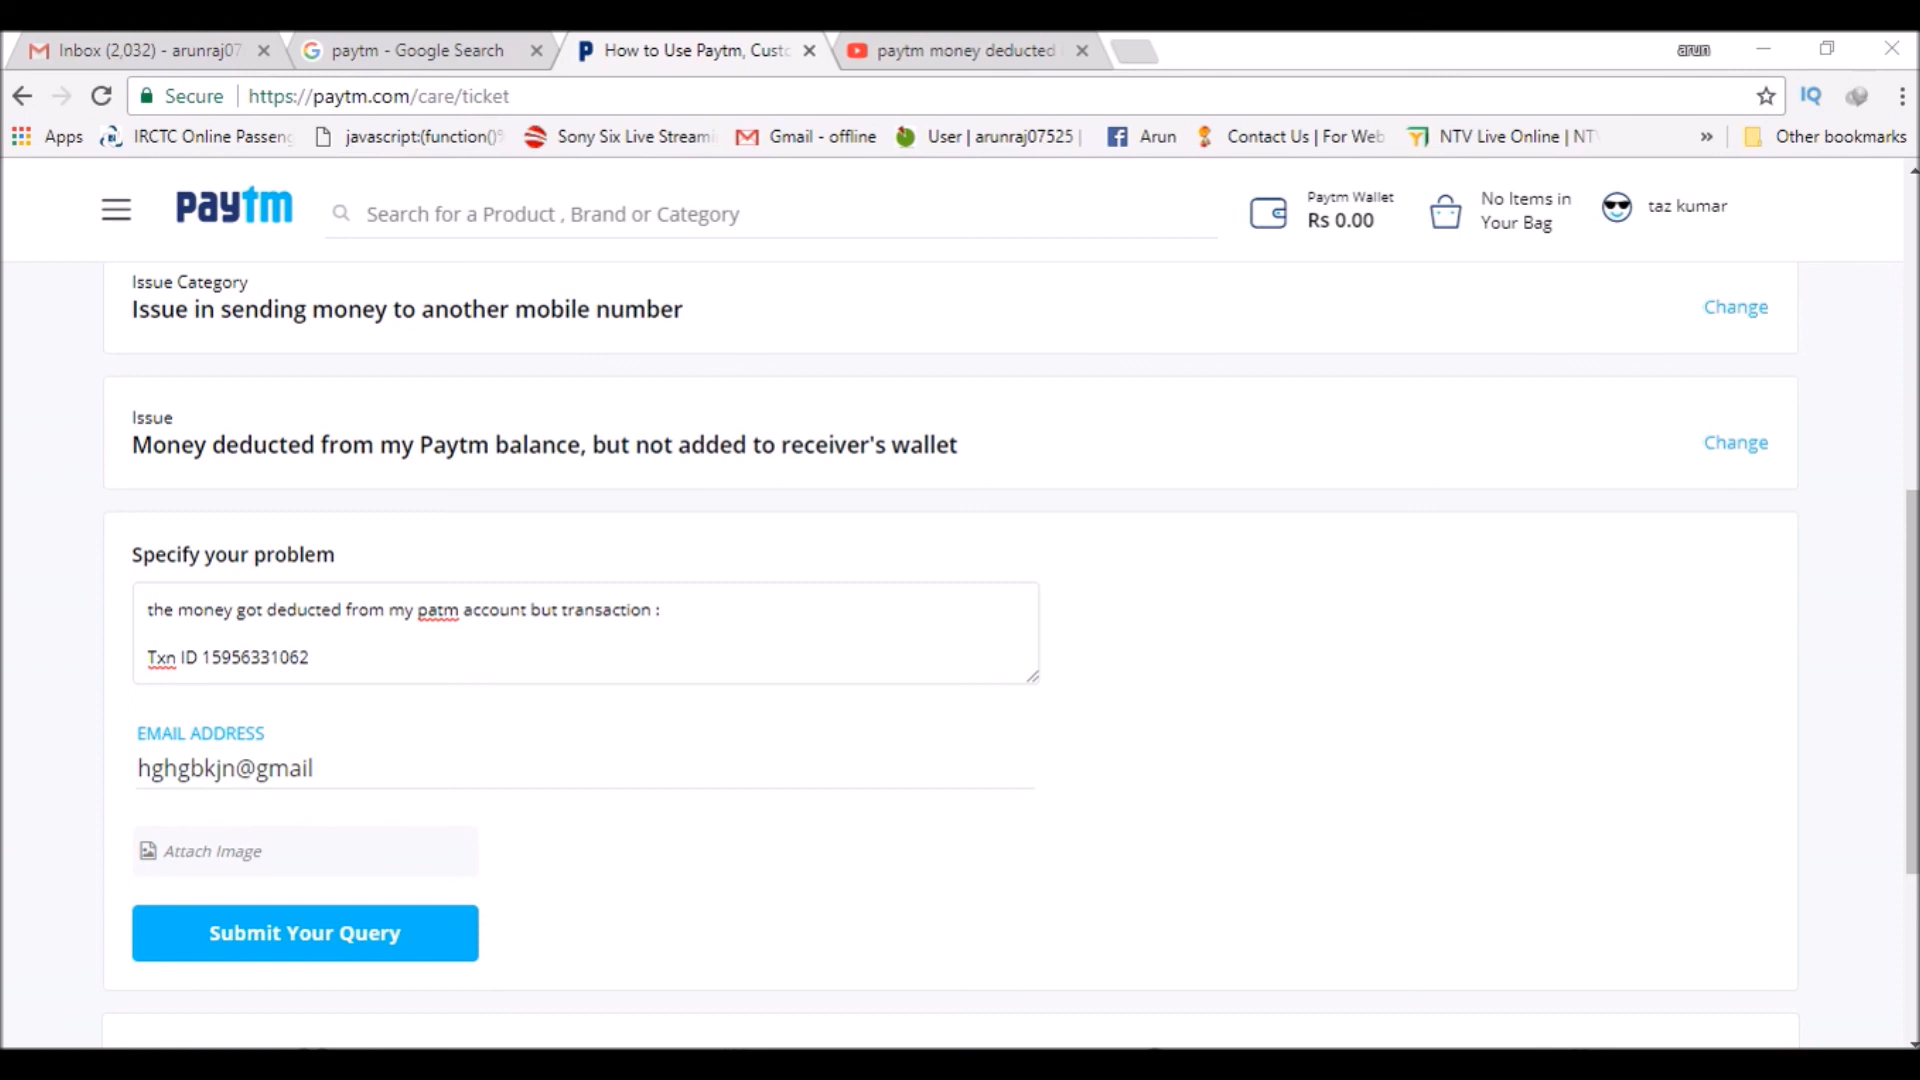 Inbox (2,032) - arunraj07
paytm - Google Search
How to Use Paytm, Custo
paytm money deducted
arun
Secure
https://paytm.com/care/ticket
IQ
Apps
IRCTC Online Passeng
javascript:(function()%
Sony Six Live Streami
Gmail - offline
User | arunraj07525 |
Arun
Contact Us | For Web
NTV Live Online | NT
»
Other bookmarks
paytm
Search for a Product , Brand or Category
Paytm Wallet
Rs 0.00
No Items in
Your Bag
taz kumar
Issue Category
Issue in sending money to another mobile number
Change
Issue
Money deducted from my Paytm balance, but not added to receiver's wallet
Change
Specify your problem
the money got deducted from my patm account but transaction :
Txn ID 15956331062
EMAIL ADDRESS
hghgbkjn@gmail
Attach Image
Submit Your Query